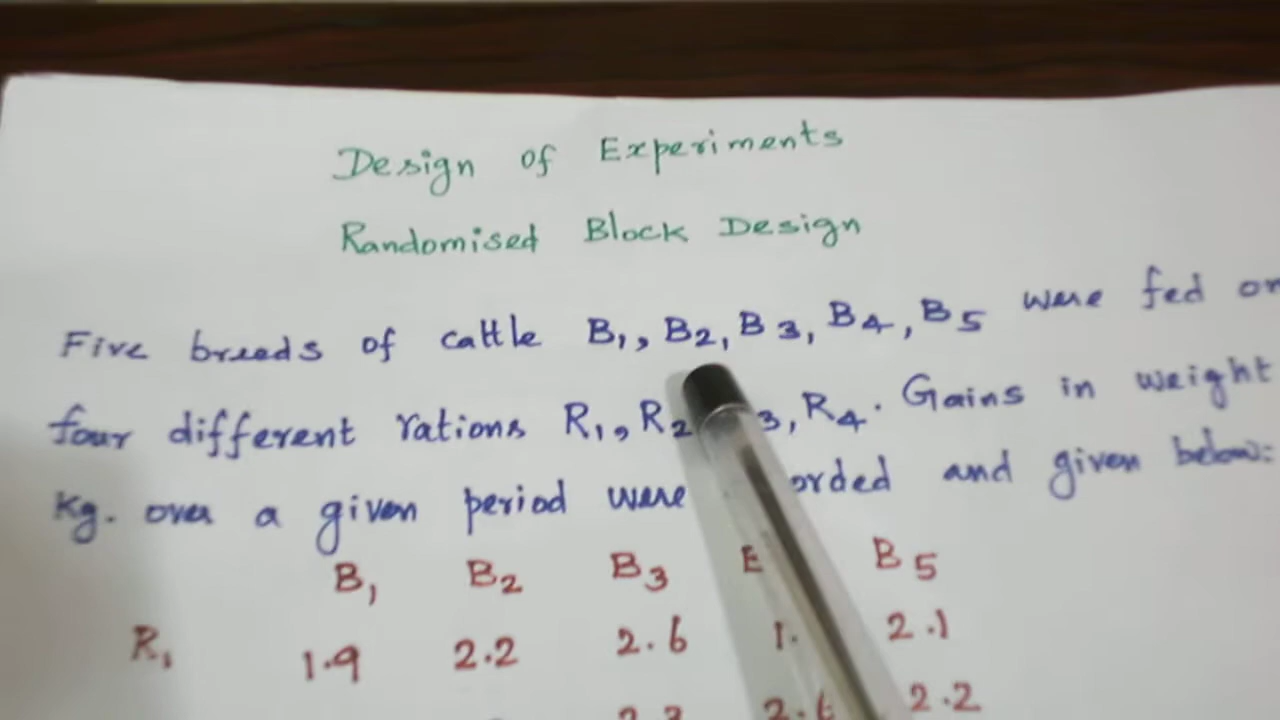 Design of Experiments
Randomised Block Design
Five breeds of cattle B1, B2, B3, B4, B5 were fed on
four different rations R1, R2 3, R4. Gains in weight
Kg. over a given period were orded and given below:
B1 B2 B3 B5
R1 1.9 2.2 2.6 1. 2.1
2.2